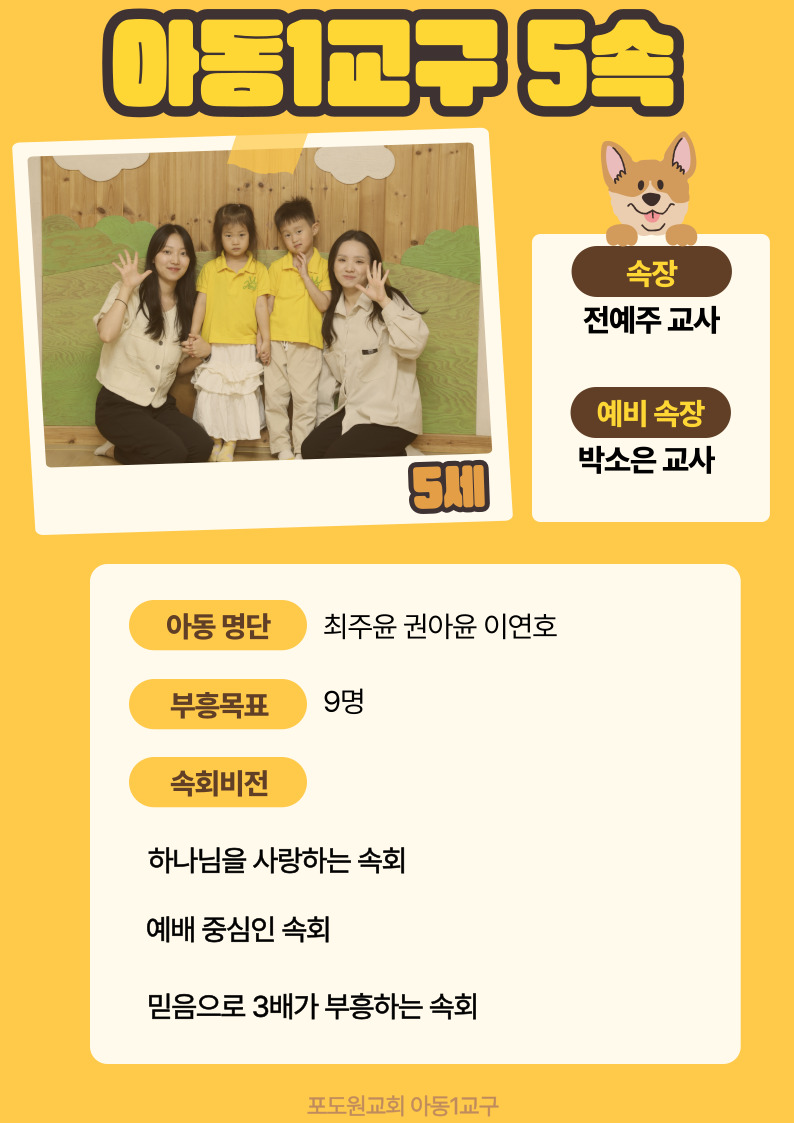 아동1교구 5속
속장
전예주 교사
예비 속장
박소은 교사
5세
아동 명단 최주윤 권아윤 이연호
부흥목표 9명
속회비전
하나님을 사랑하는 속회
예배 중심인 속회
믿음으로 3배가 부흥하는 속회
포도원교회 아동1교구